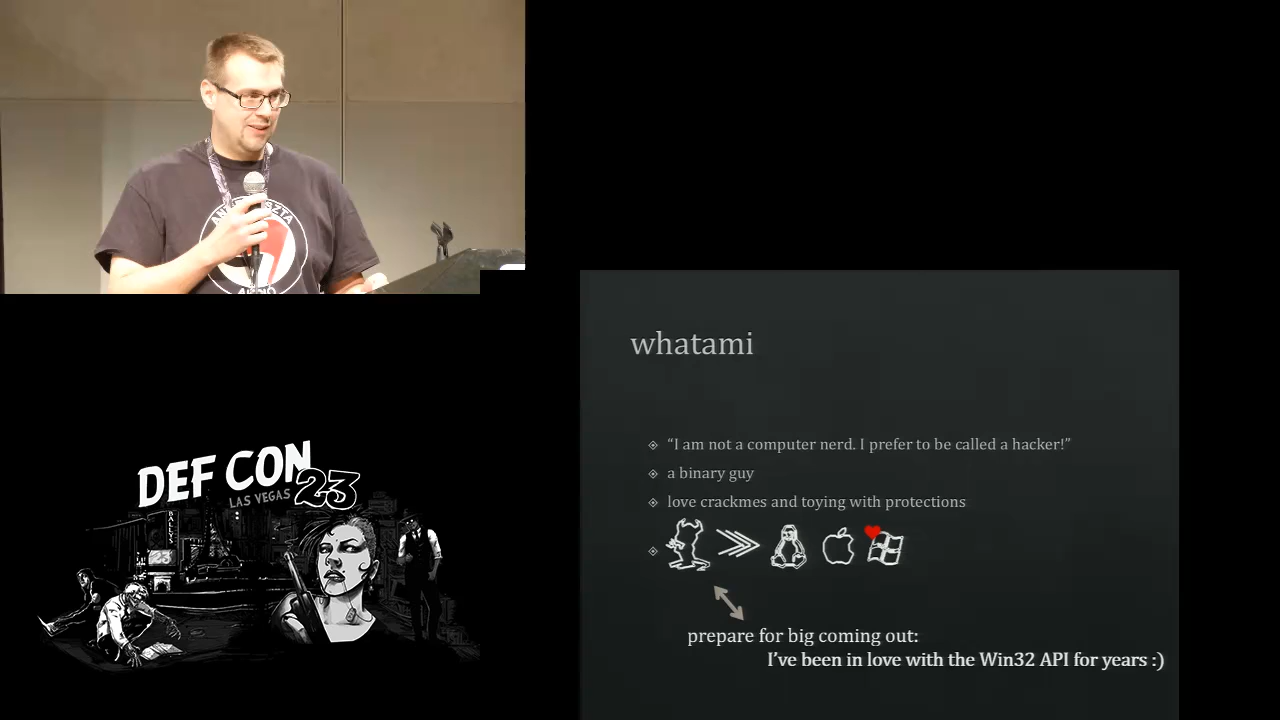 whatami
“I am not a computer nerd. I prefer to be called a hacker!”
a binary guy
love crackmes and toying with protections
prepare for big coming out:
I’ve been in love with the Win32 API for years :)
DEF CON
LAS VEGAS 23
BALLYS